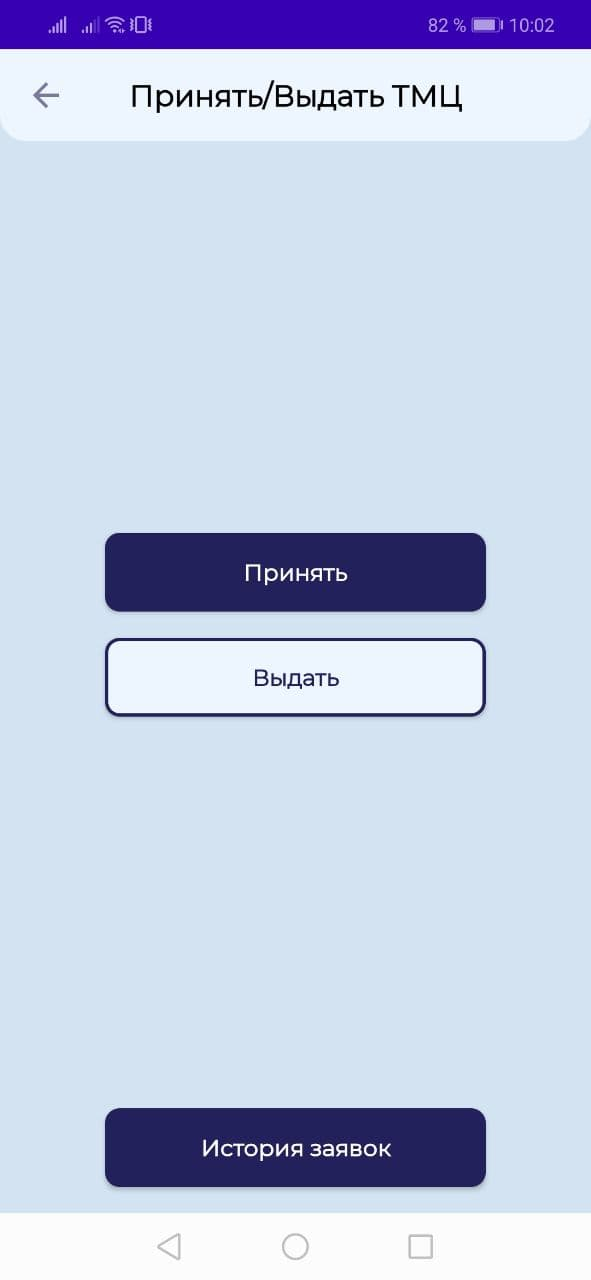 82 % 10:02
Принять/Выдать ТМЦ
Принять
Выдать
История заявок